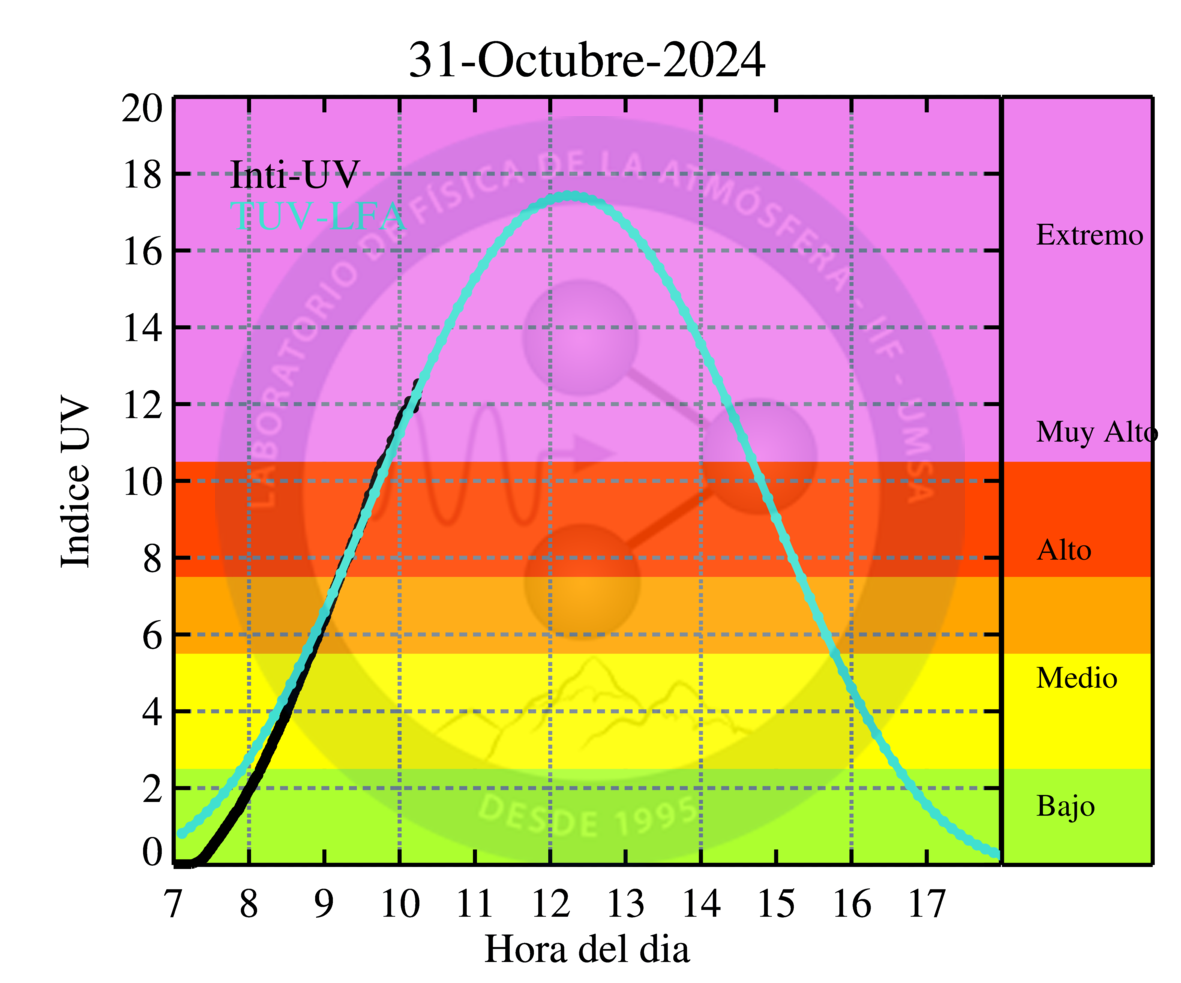 31-Octubre-2024
20
18
16
14
12
10
8
6
4
2
0
Indice UV
Inti-UV
TUV-LFA
LABORATORIO DE FÍSICA DE LA ATMÓSFERA - IIF - UMSA
DESDE 1995
Extremo
Muy Alto
Alto
Medio
Bajo
7 8 9 10 11 12 13 14 15 16 17
Hora del dia